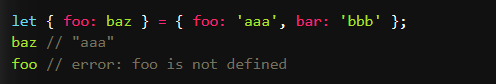 let { foo: baz } = { foo: 'aaa', bar: 'bbb' };
baz // "aaa"
foo // error: foo is not defined